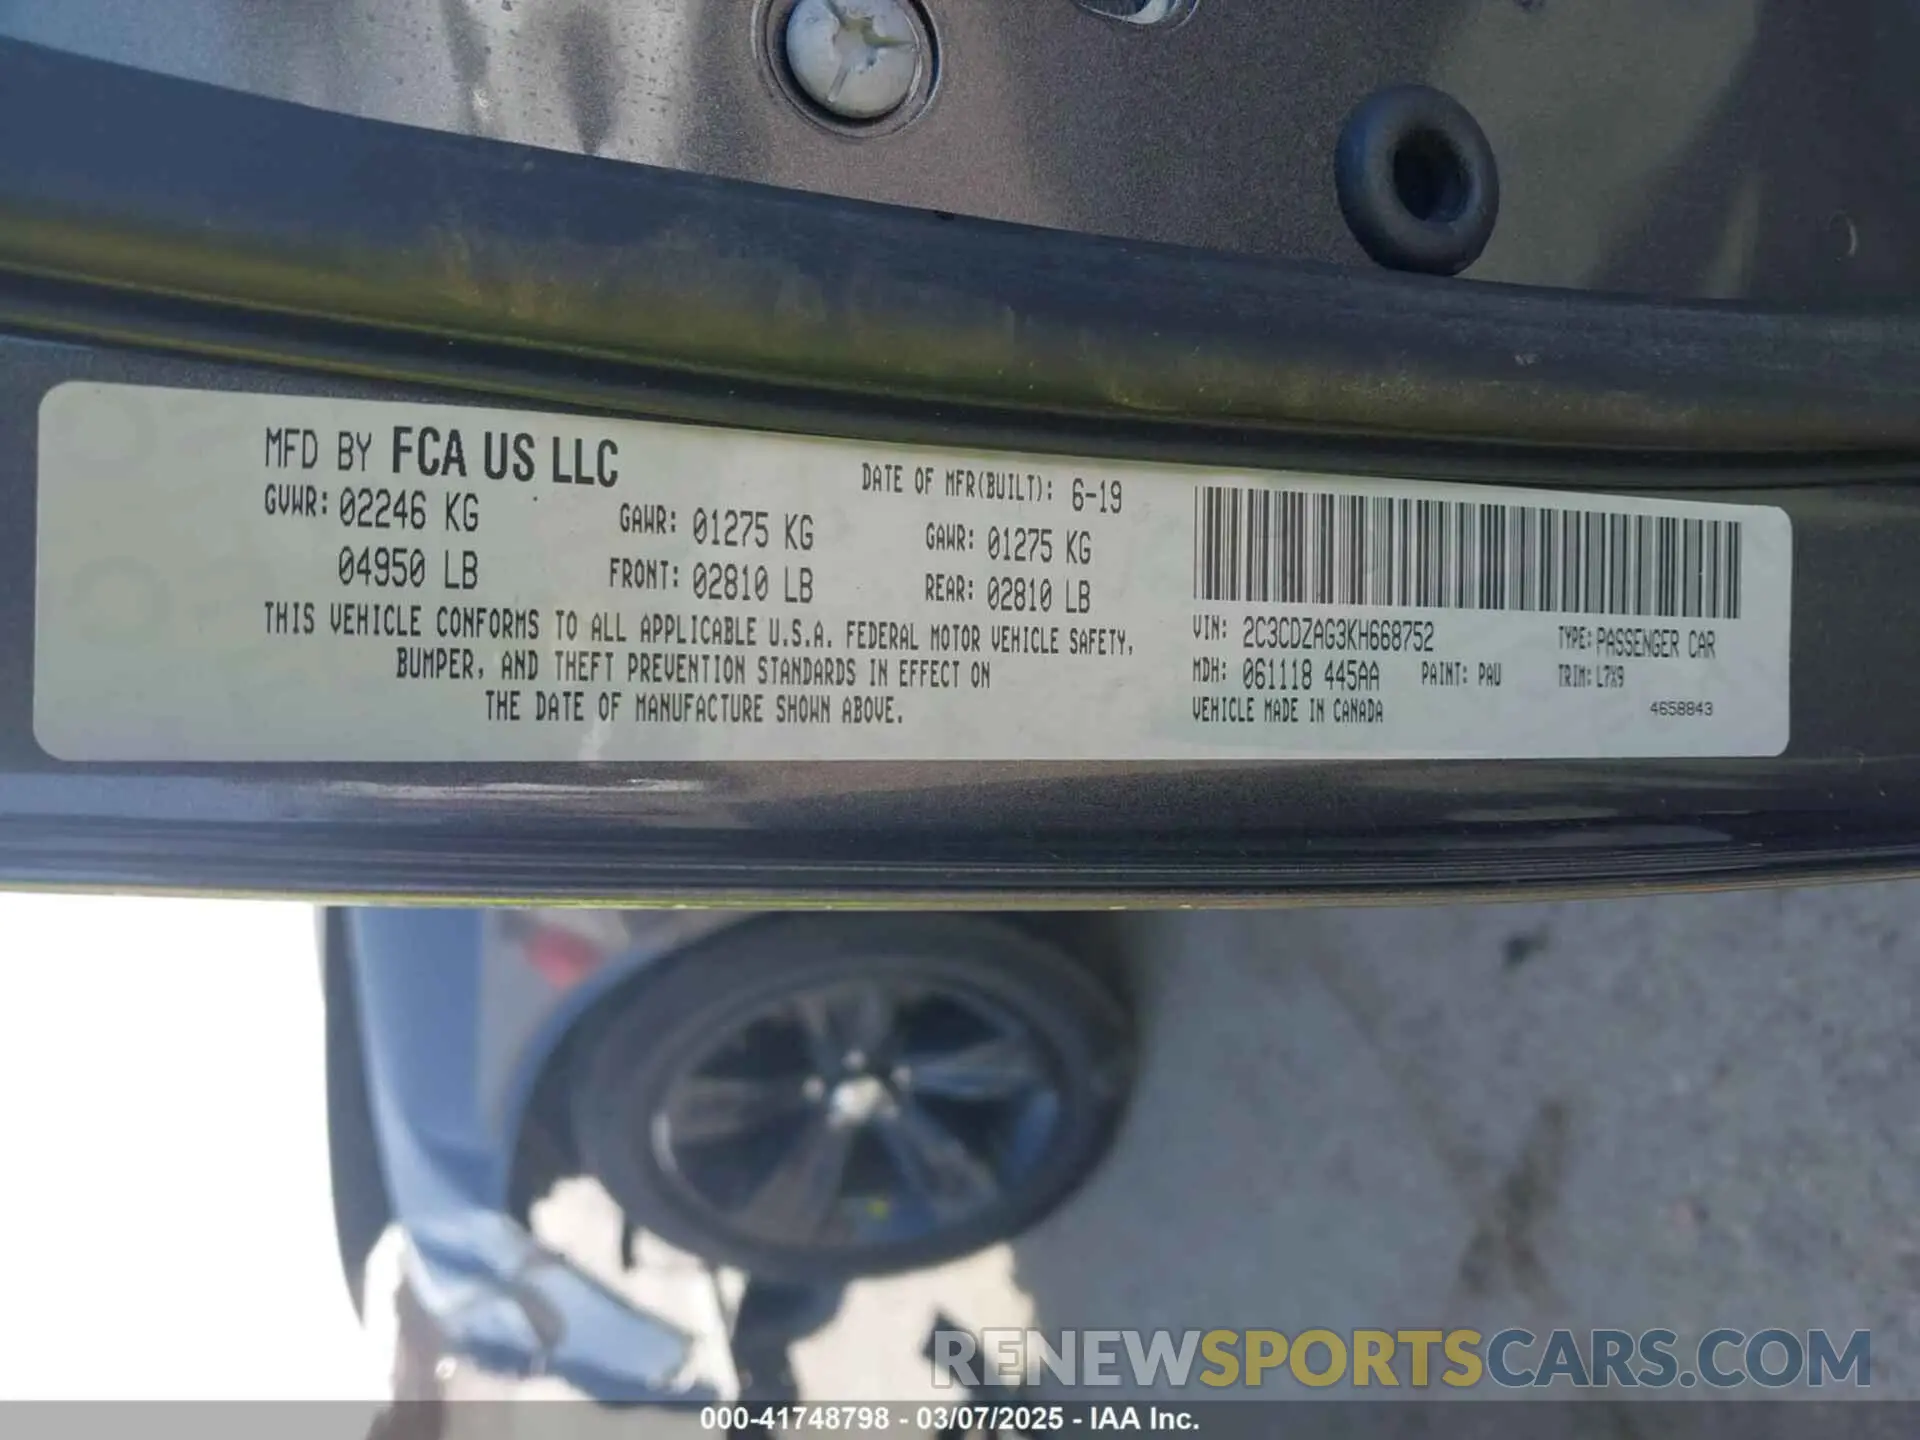 MFD BY FCA US LLC
DATE OF MFR(BUILT): 6-19
GVWR: 02246 KG
GAWR: 01275 KG
GAWR: 01275 KG
04950 LB
FRONT: 02810 LB
REAR: 02810 LB
THIS VEHICLE CONFORMS TO ALL APPLICABLE U.S.A. FEDERAL MOTOR VEHICLE SAFETY,
BUMPER, AND THEFT PREVENTION STANDARDS IN EFFECT ON
THE DATE OF MANUFACTURE SHOWN ABOVE.
VIN: 2C3CDZAG3KH668752
TYPE: PASSENGER CAR
MDH: 061118 445AA
PAINT: PAU
TRIM: L7X9
VEHICLE MADE IN CANADA
4658843
RENEWSPORTSCARS.COM
000-41748798 - 03/07/2025 - IAA Inc.